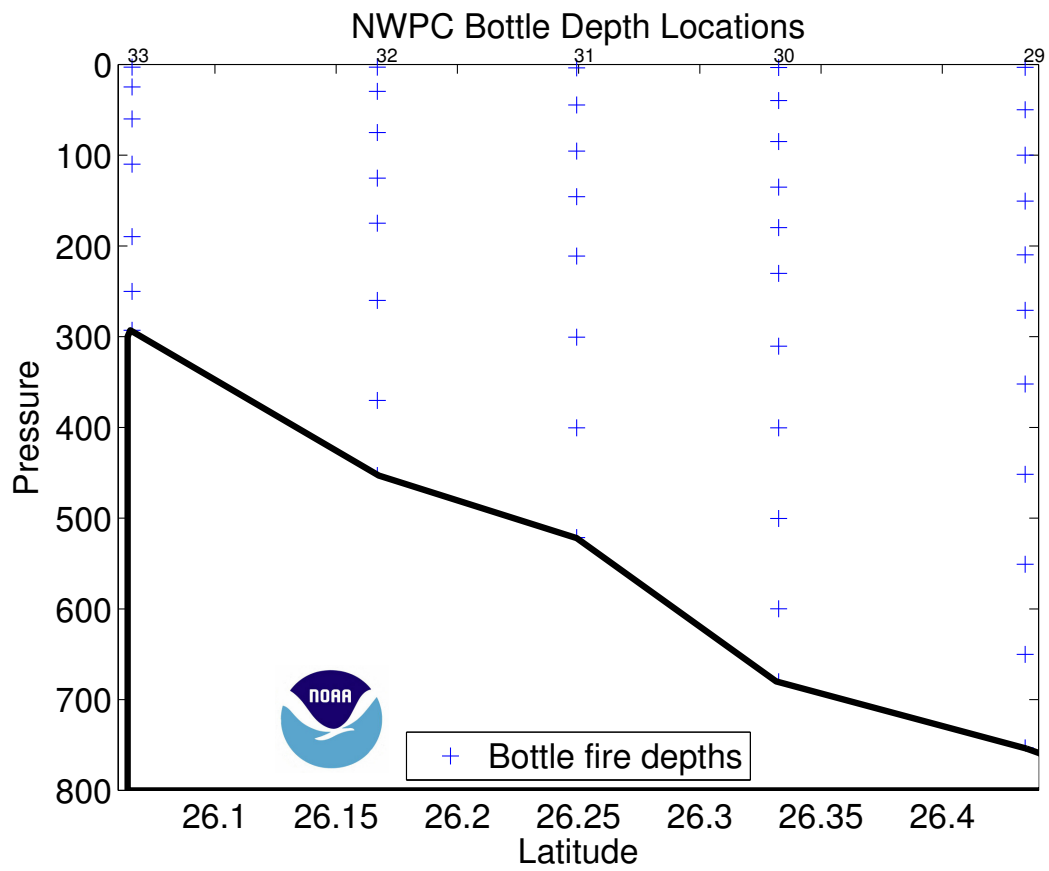 NWPC Bottle Depth Locations
33 32 31 30 29
0
100
200
300
400
500
600
700
800
Pressure
NOAA
Bottle fire depths
26.1 26.15 26.2 26.25 26.3 26.35 26.4
Latitude